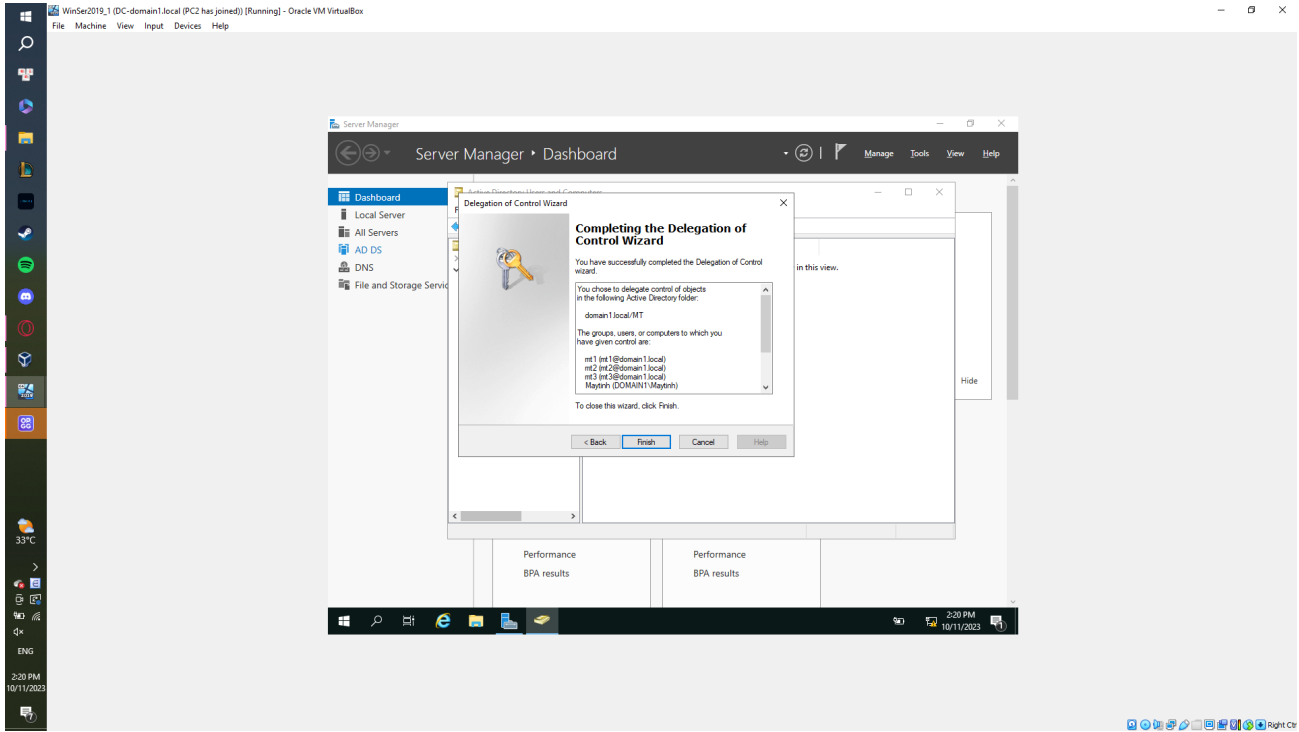 WinSer2019_1 (DC-domain1.local (PC2 has joined)) [Running] - Oracle VM VirtualBox
File Machine View Input Devices Help
Server Manager
Server Manager • Dashboard
Manage Tools View Help
Dashboard
Local Server
All Servers
AD DS
DNS
File and Storage Servic
Active Directory Users and Computers
Delegation of Control Wizard
Completing the Delegation of
Control Wizard
You have successfully completed the Delegation of Control
wizard.
You chose to delegate control of objects
in the following Active Directory folder:
domain1.local/MT
The groups, users, or computers to which you
have given control are:
mt1 (mt1@domain1.local)
mt2 (mt2@domain1.local)
mt3 (mt3@domain1.local)
Maytinh (DOMAIN1\Maytinh)
To close this wizard, click Finish.
< Back Finish Cancel Help
in this view.
Hide
Performance
BPA results
Performance
BPA results
2:20 PM
10/11/2023
1
OP
GG
33°C
ENG
2:20 PM
10/11/2023
7
Right Ctr